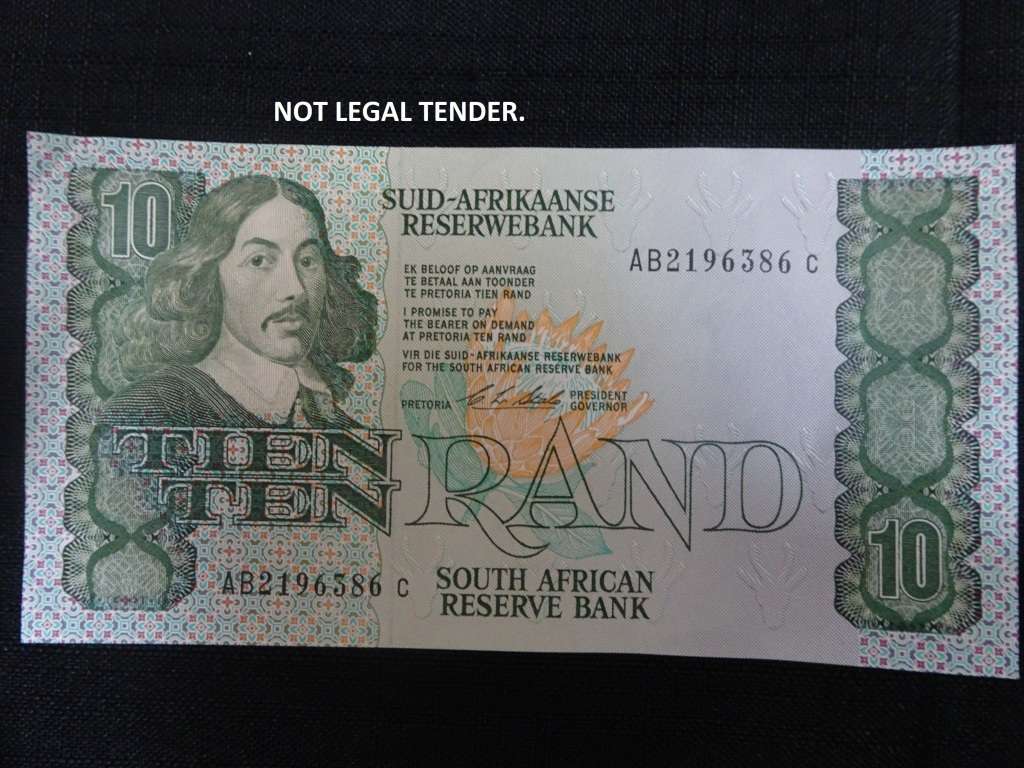 NOT LEGAL TENDER.
10
SUID-AFRIKAANSE
RESERWEBANK
AB2196386 C
EK BELOOF OP AANVRAAG
TE BETAAL AAN TOONDER
TE PRETORIA TIEN RAND
I PROMISE TO PAY
THE BEARER ON DEMAND
AT PRETORIA TEN RAND
VIR DIE SUID-AFRIKAANSE RESERWEBANK
FOR THE SOUTH AFRICAN RESERVE BANK
PRETORIA
PRESIDENT
GOVERNOR
TIEN
TEN
RAND
10
AB2196386 C
SOUTH AFRICAN
RESERVE BANK